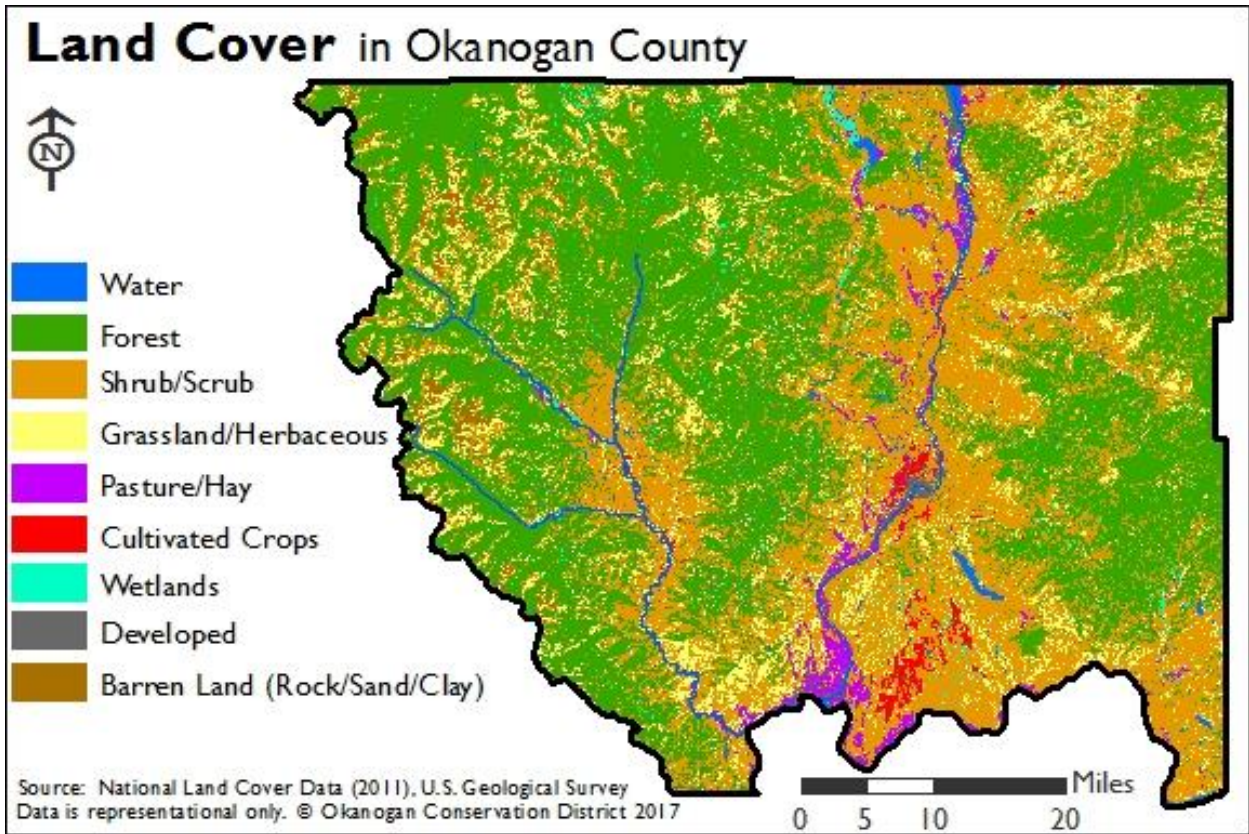 Land Cover in Okanogan County
N
Water
Forest
Shrub/Scrub
Grassland/Herbaceous
Pasture/Hay
Cultivated Crops
Wetlands
Developed
Barren Land (Rock/Sand/Clay)
Source: National Land Cover Data (2011), U.S. Geological Survey
Data is representational only. © Okanogan Conservation District 2017
Miles
0 5 10 20